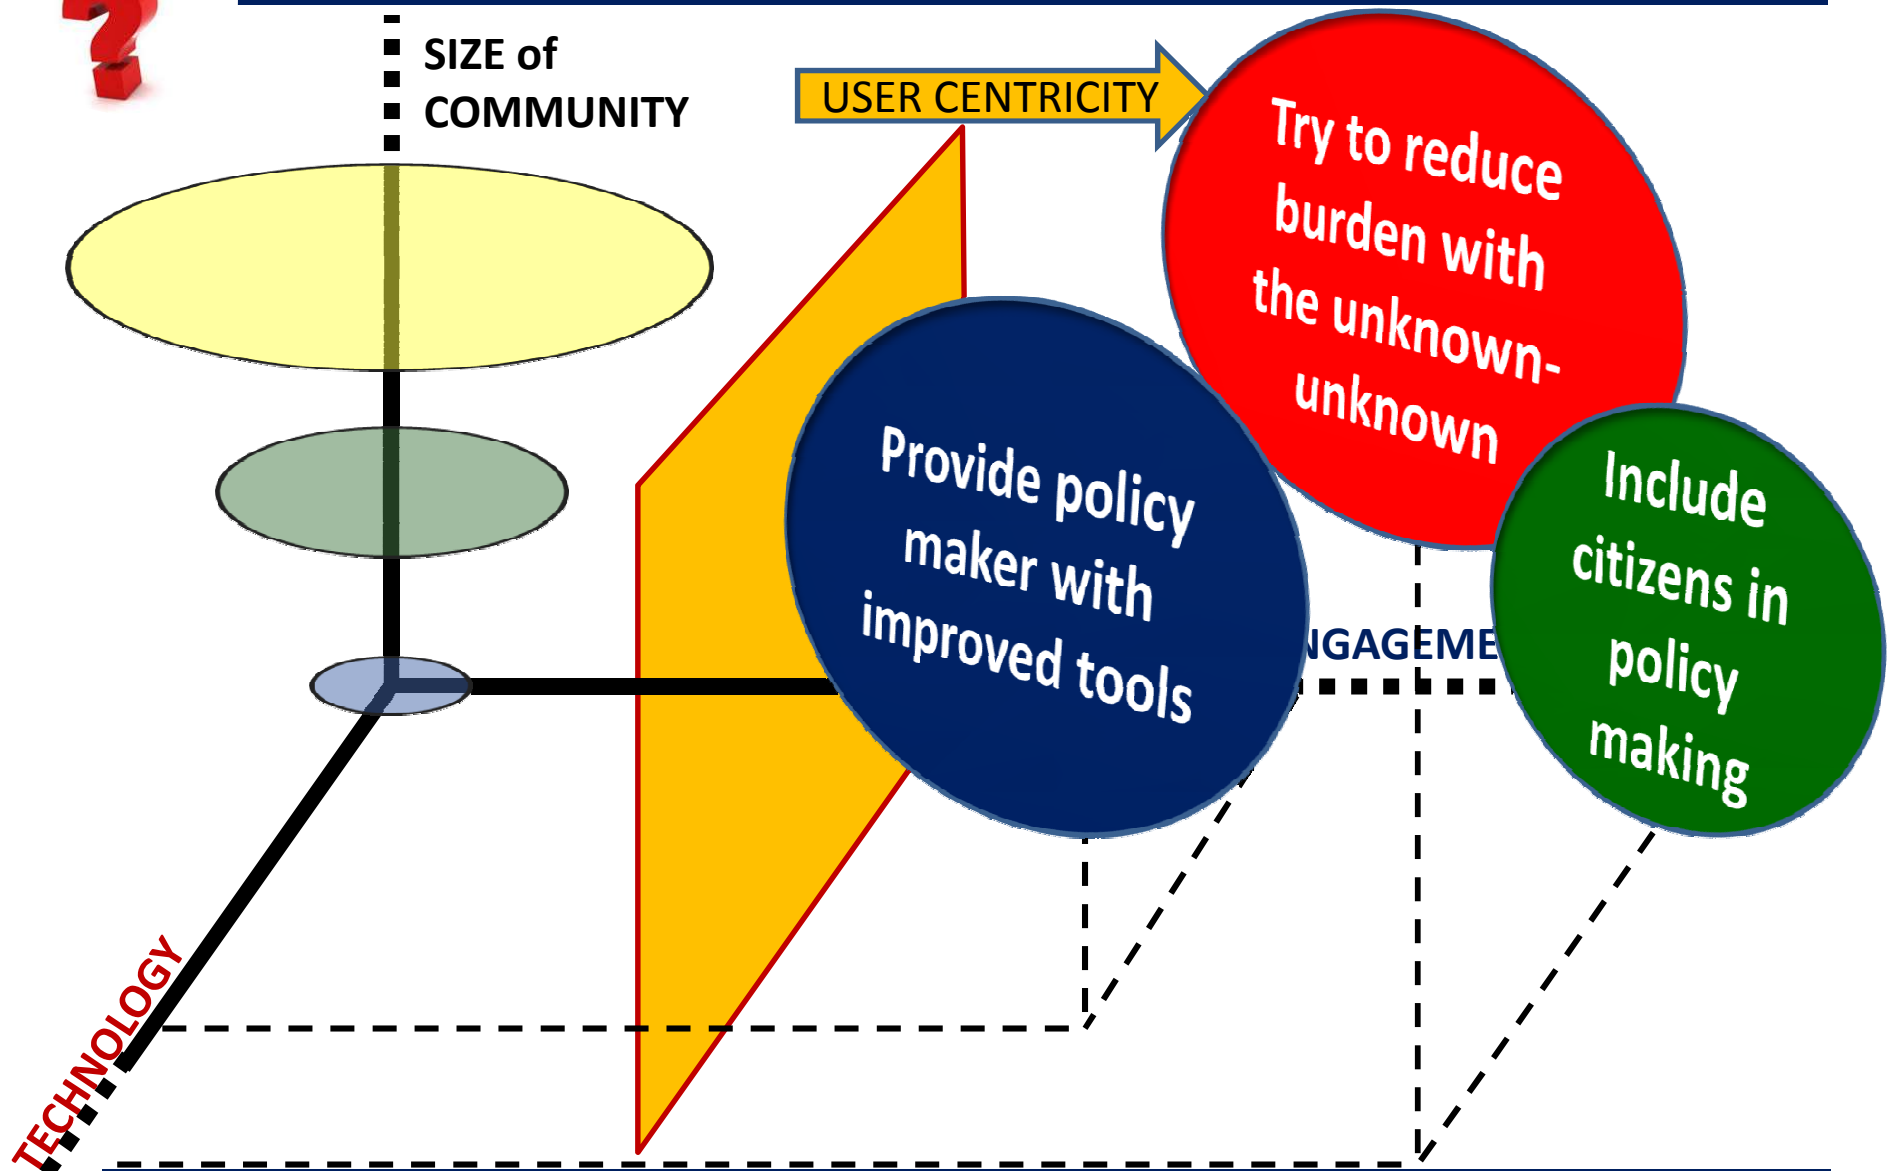 SIZE of
COMMUNITY
USER CENTRICITY
Try to reduce
burden with
the unknown-
unknown
Provide policy
maker with
improved tools
Include
citizens in
policy
making
NGAGEME
TECHNOLOGY